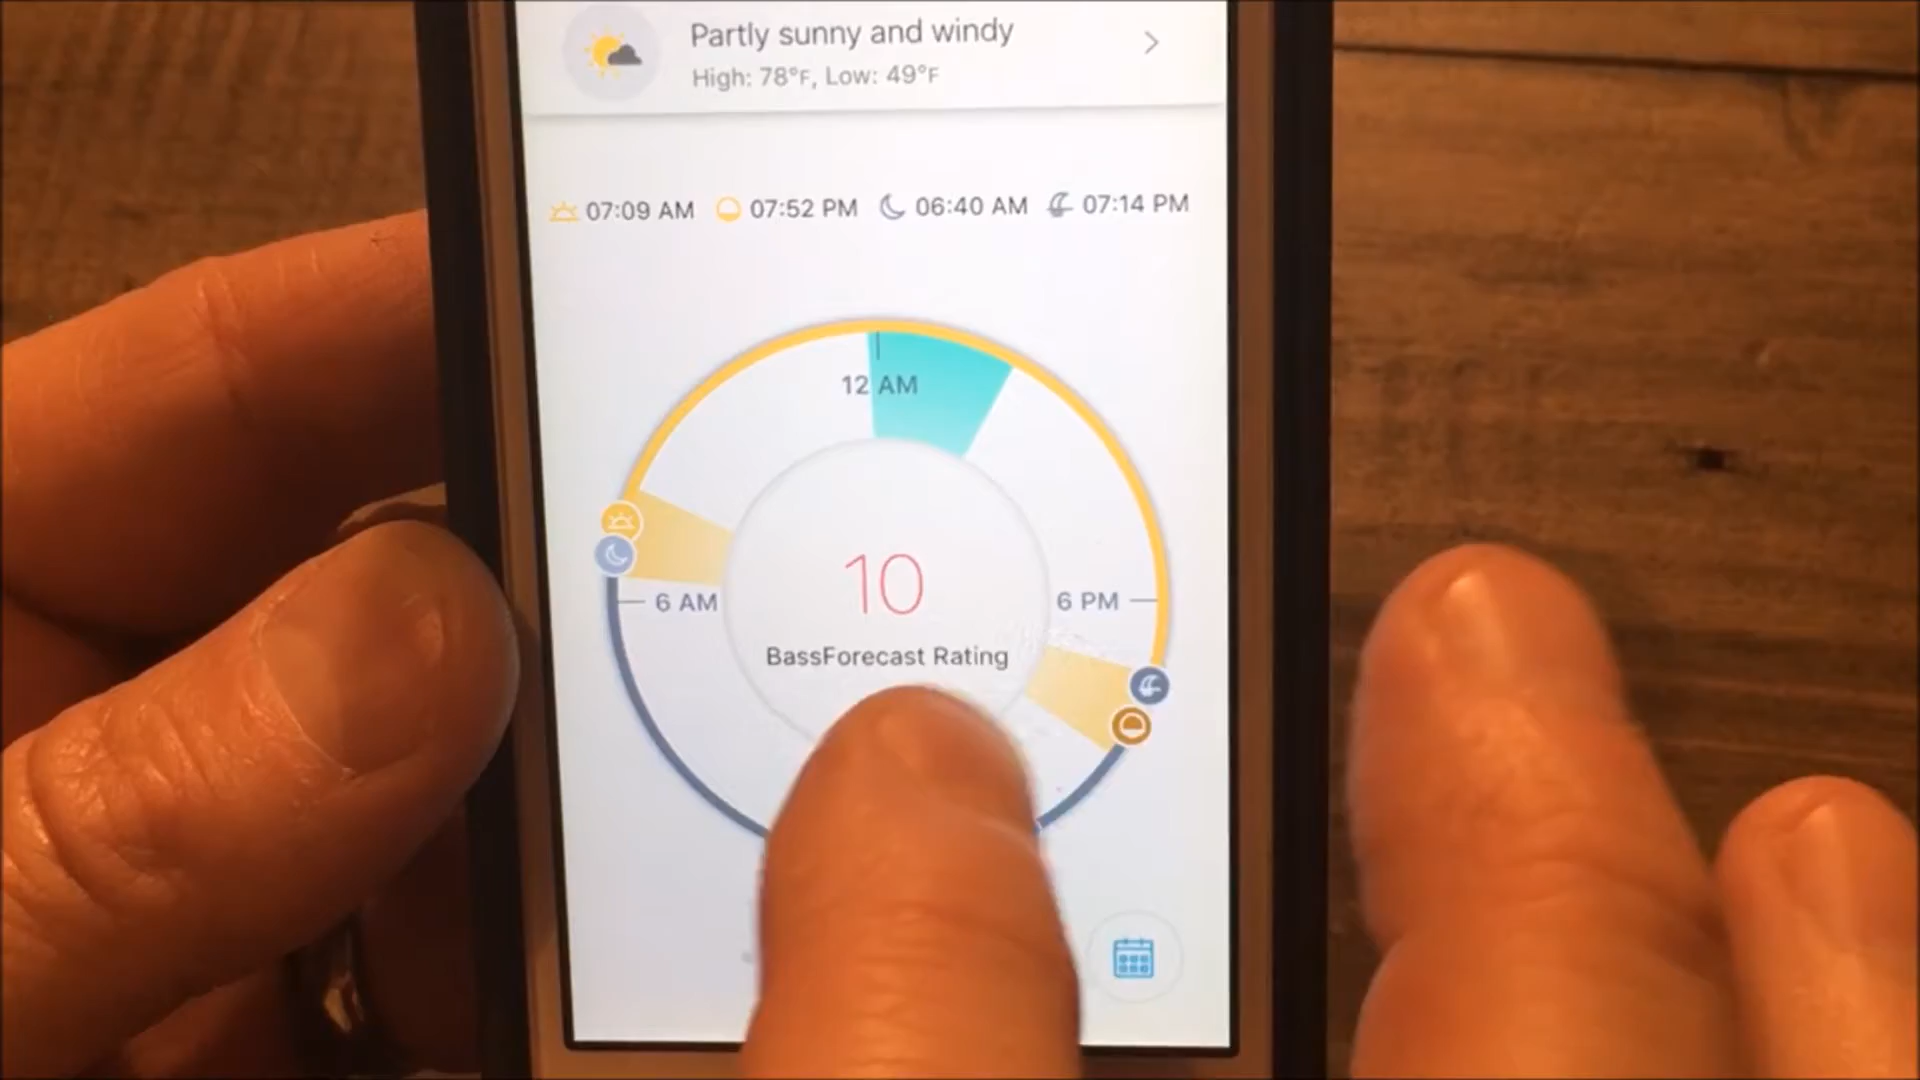 Partly sunny and windy
High: 78°F, Low: 49°F
07:09 AM 07:52 PM 06:40 AM 07:14 PM
12 AM
6 AM
10
6 PM
BassForecast Rating